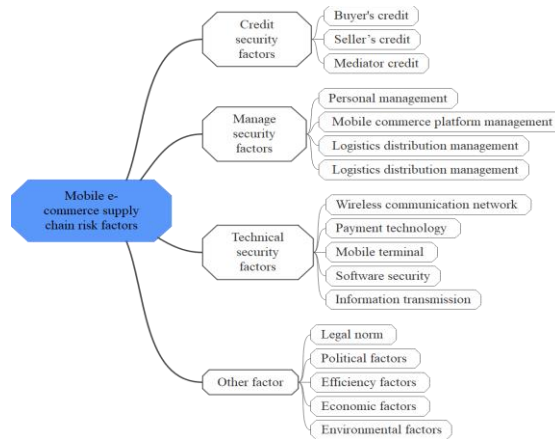 Mobile e-
commerce supply
chain risk factors
Credit
security
factors
Buyer's credit
Seller’s credit
Mediator credit
Manage
security
factors
Personal management
Mobile commerce platform management
Logistics distribution management
Logistics distribution management
Technical
security
factors
Wireless communication network
Payment technology
Mobile terminal
Software security
Information transmission
Other factor
Legal norm
Political factors
Efficiency factors
Economic factors
Environmental factors